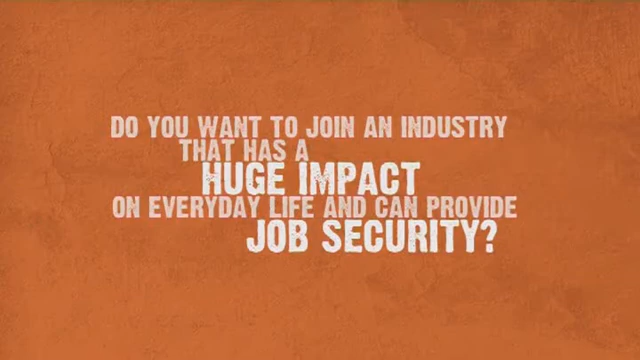 DO YOU WANT TO JOIN AN INDUSTRY
THAT HAS A
HUGE IMPACT
ON EVERYDAY LIFE AND CAN PROVIDE
JOB SECURITY?